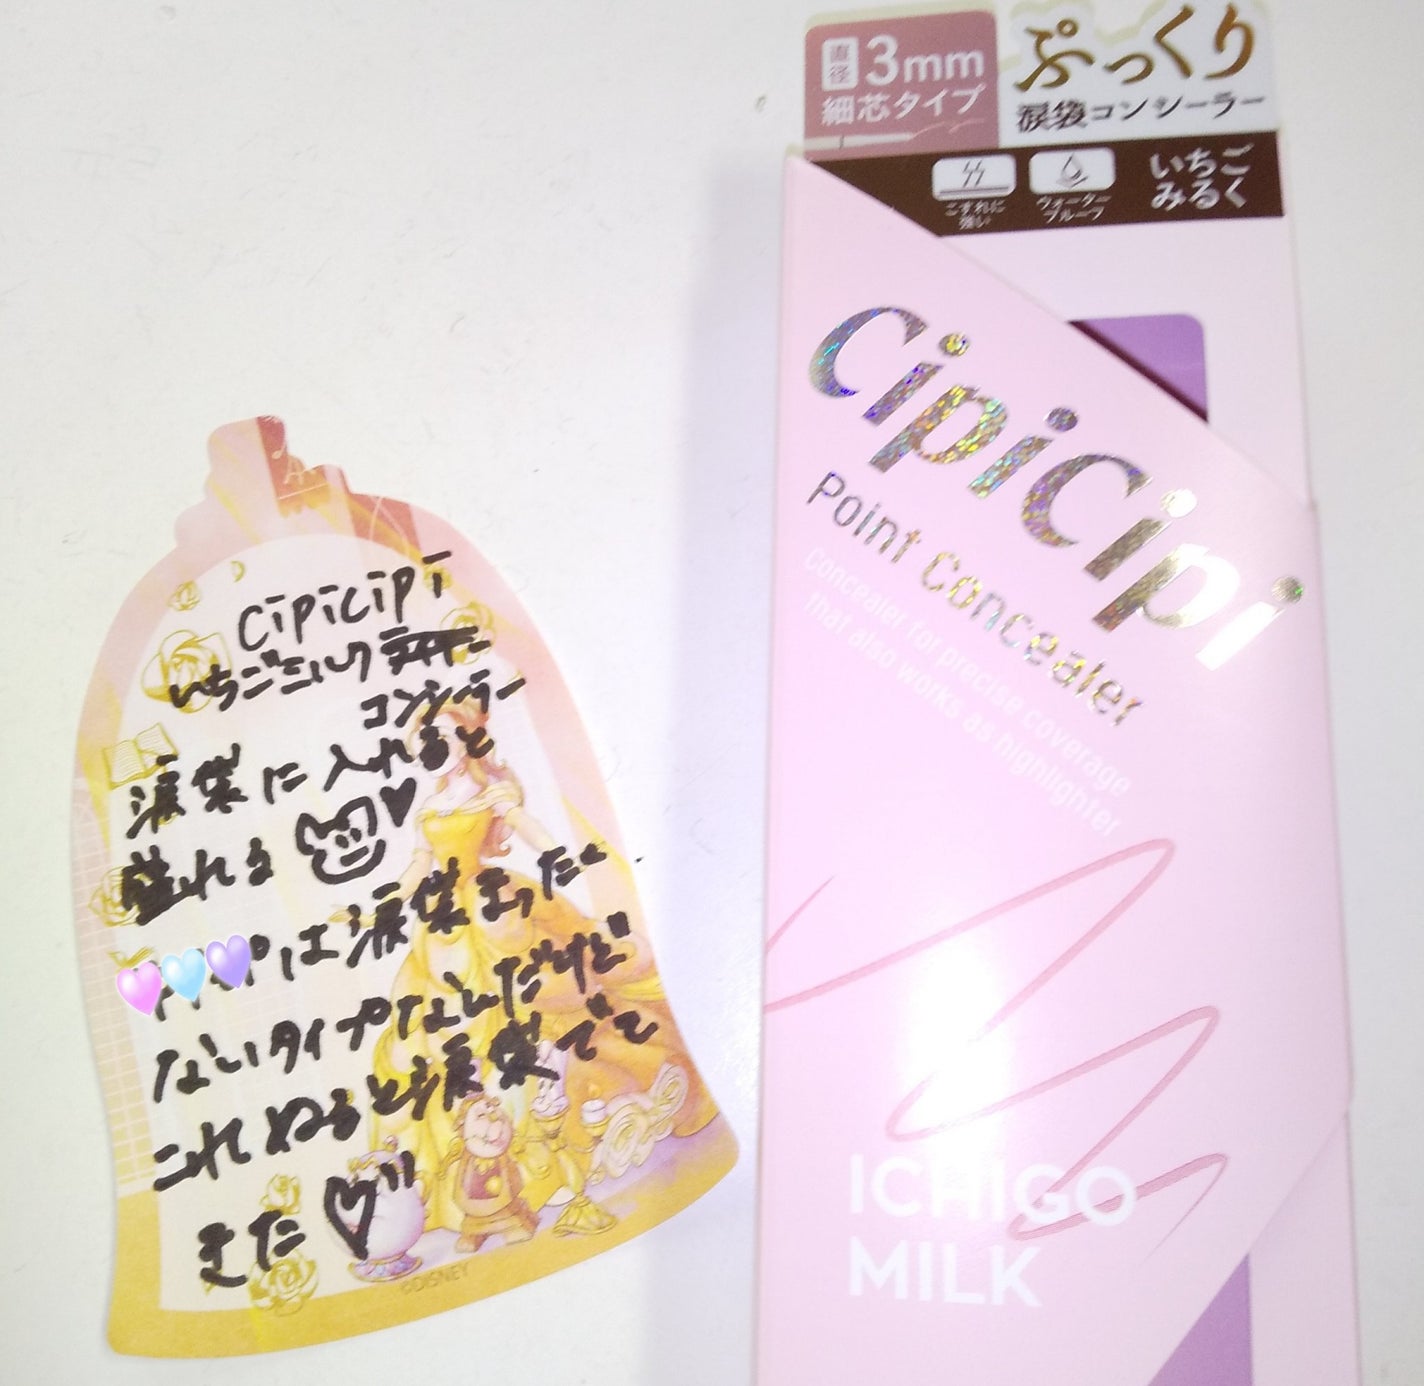 cipicipi
いちごミルク
コンシーラー
涙袋に入れると
盛れる
は涙袋まったく
ないタイプなんだけど
これぬると涙袋でて
きた
©DISNEY
直径3mm
細芯タイプ
ぷっくり
涙袋コンシーラー
こすれに
強い
ウォーター
プルーフ
いちご
みるく
cipicipi
Point Concealer
Concealer for precise coverage
that also works as highlighter
ICHIGO
MILK